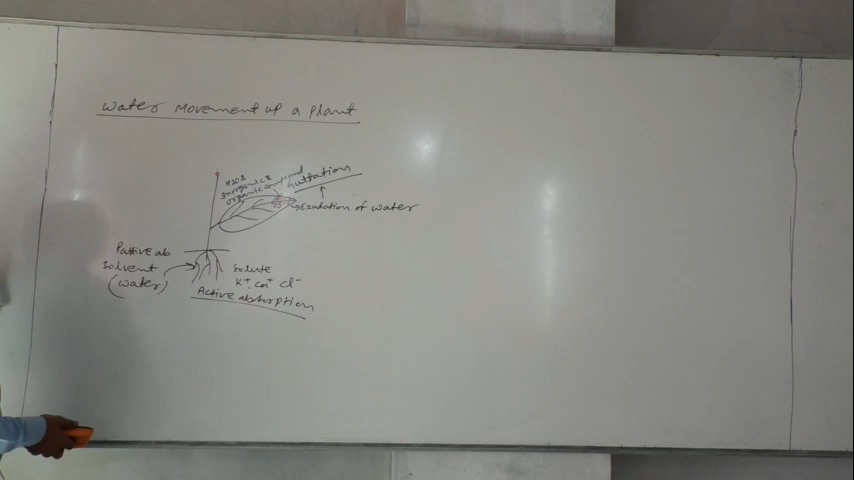 Water Movement up a Plant
H2O &
inorganic &
organic compound
Guttation
Exudation of water
Passive ab
Solvent
(water)
Solute
K+, Ca+ Cl-
Active absorption